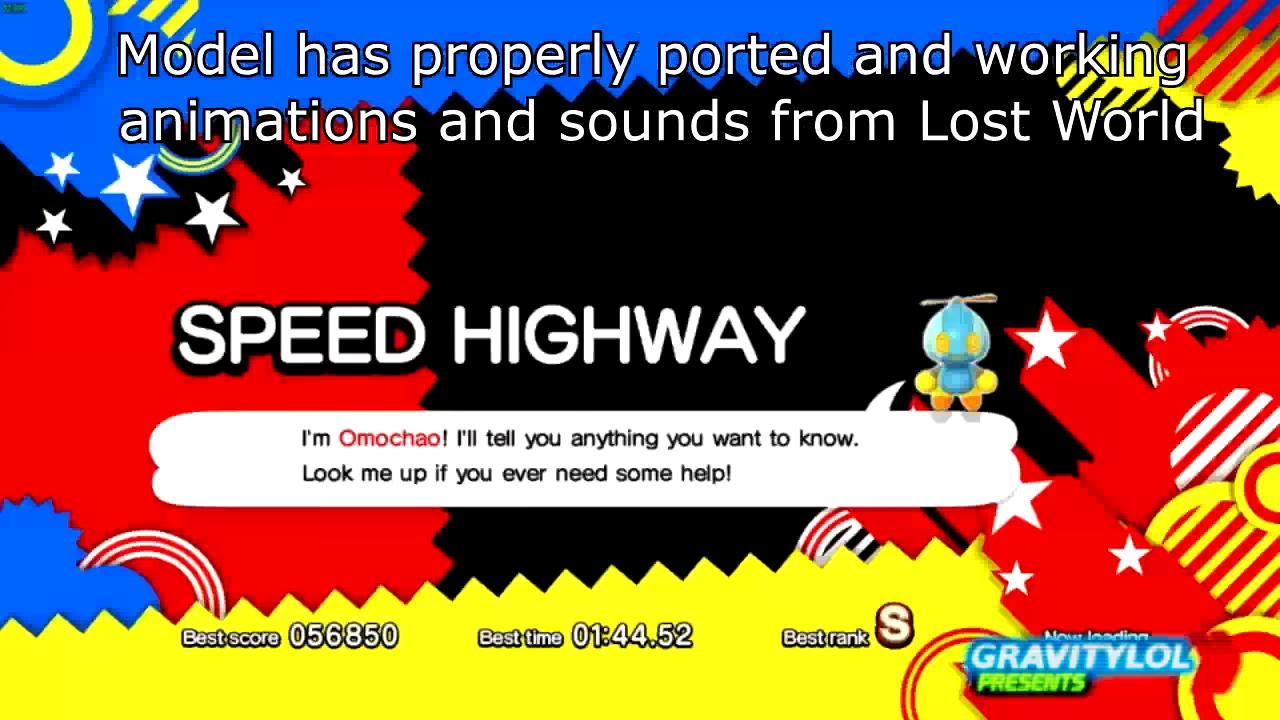 Model has properly ported and working
animations and sounds from Lost World
SPEED HIGHWAY
I'm Omochao! I'll tell you anything you want to know.
Look me up if you ever need some help!
Best score 056850 Best time 01:44.52 Best rank S
Now loading
GRAVITYLOL
PRESENTS